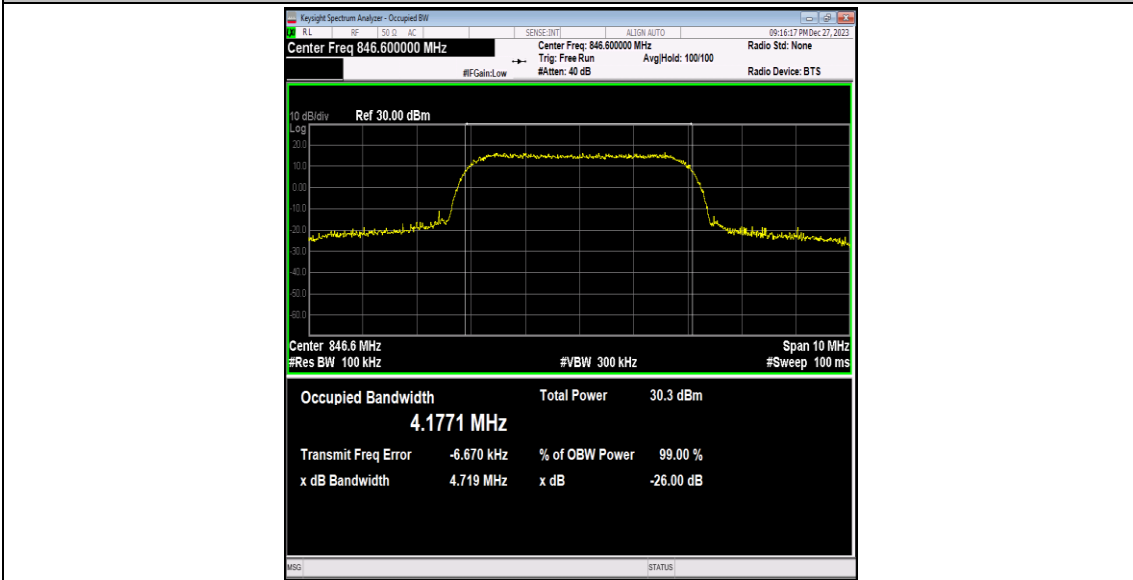 Keysight Spectrum Analyzer - Occupied BW
LXI RL RF 50 Ω AC SENSE:INT ALIGN AUTO 09:16:17 PM Dec 27, 2023
Center Freq 846.600000 MHz Center Freq: 846.600000 MHz Radio Std: None
Trig: Free Run Avg|Hold: 100/100
#IFGain:Low #Atten: 40 dB Radio Device: BTS
10 dB/div Ref 30.00 dBm
Log
20.0
10.0
0.00
-10.0
-20.0
-30.0
-40.0
-50.0
-60.0
Center 846.6 MHz Span 10 MHz
#Res BW 100 kHz #VBW 300 kHz #Sweep 100 ms
Occupied Bandwidth Total Power 30.3 dBm
4.1771 MHz
Transmit Freq Error -6.670 kHz % of OBW Power 99.00 %
x dB Bandwidth 4.719 MHz x dB -26.00 dB
MSG STATUS